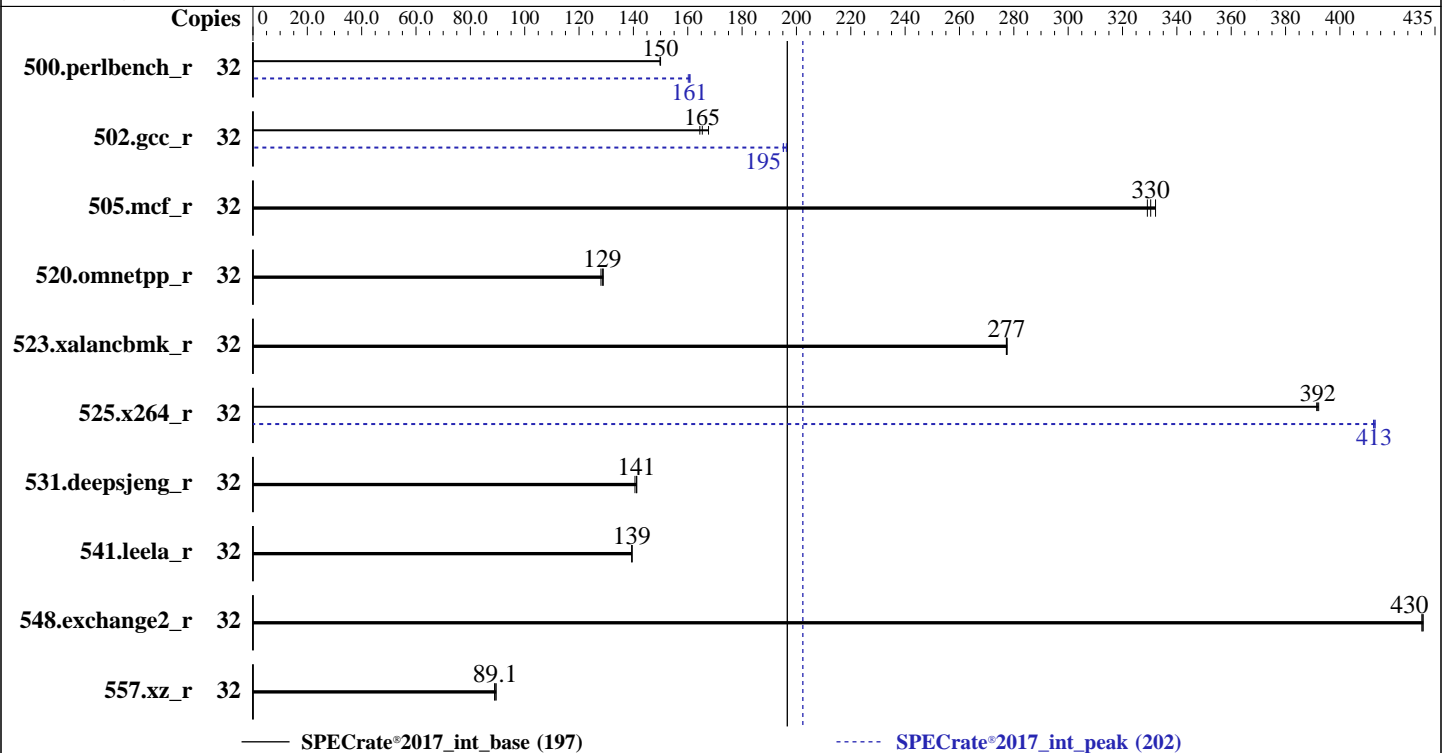 Copies 0 20.0 40.0 60.0 80.0 100 120 140 160 180 200 220 240 260 280 300 320 340 360 380 400 435
500.perlbench_r 32 150
161
502.gcc_r 32 165
195
505.mcf_r 32 330
520.omnetpp_r 32 129
523.xalancbmk_r 32 277
525.x264_r 32 392
413
531.deepsjeng_r 32 141
541.leela_r 32 139
548.exchange2_r 32 430
557.xz_r 32 89.1
SPECrate®2017_int_base (197) SPECrate®2017_int_peak (202)